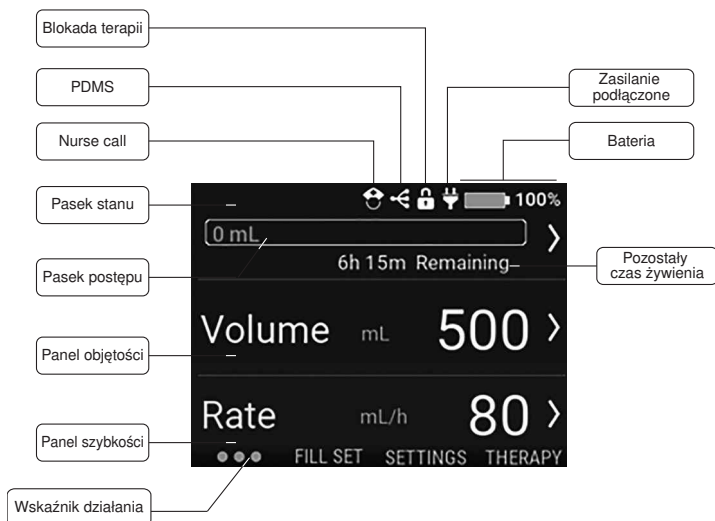 Blokada terapii
PDMS
Zasilanie
podłączone
Nurse call
Bateria
Pasek stanu
100%
0 mL
6h 15m Remaining
Pozostały
czas żywienia
Pasek postępu
Volume mL 500
Panel objętości
Rate mL/h 80
Panel szybkości
FILL SET SETTINGS THERAPY
Wskaźnik działania